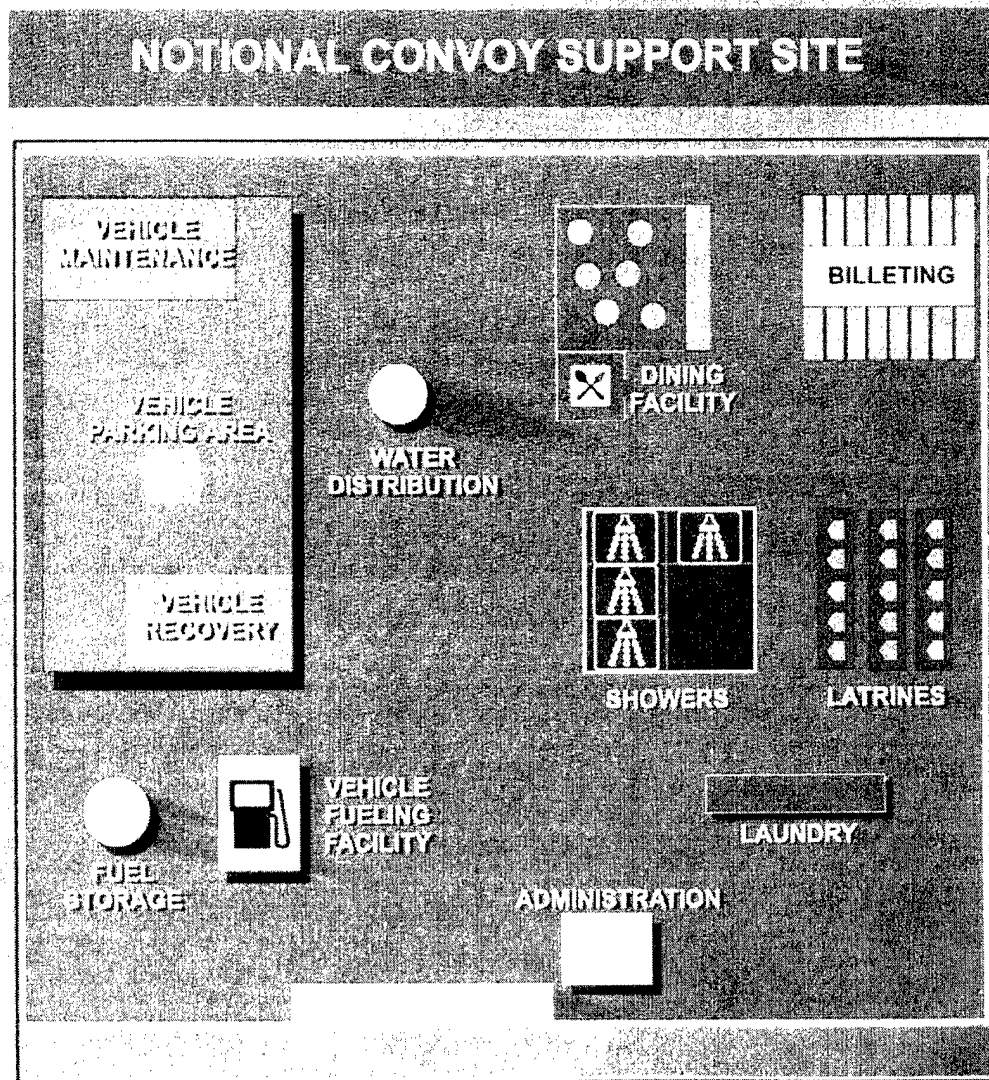 NOTIONAL CONVOY SUPPORT SITE
VEHICLE
MAINTENANCE
BILLETING
DINING
FACILITY
VEHICLE
PARKING AREA
WATER
DISTRIBUTION
VEHICLE
RECOVERY
SHOWERS
LATRINES
VEHICLE
FUELING
FACILITY
LAUNDRY
FUEL
STORAGE
ADMINISTRATION